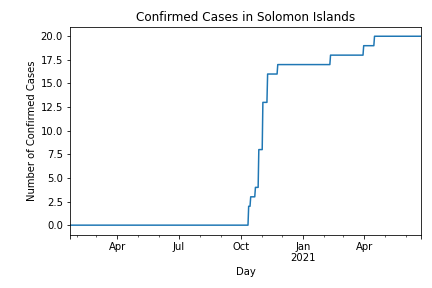 Confirmed Cases in Solomon Islands
Number of Confirmed Cases
20.0
17.5
15.0
12.5
10.0
7.5
5.0
2.5
0.0
Apr Jul Oct Jan Apr
2021
Day